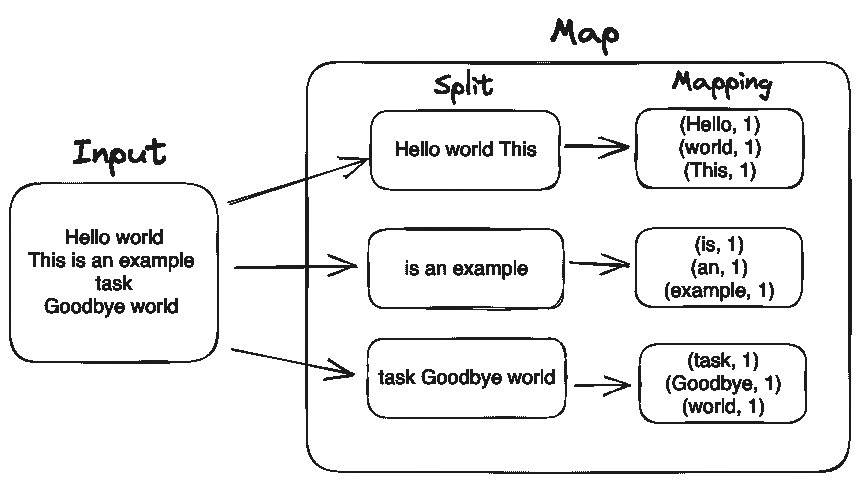 Map
Input
Hello world
This is an example
task
Goodbye world
Split
Mapping
Hello world This
(Hello, 1)
(world, 1)
(This, 1)
is an example
(is, 1)
(an, 1)
(example, 1)
task Goodbye world
(task, 1)
(Goodbye, 1)
(world, 1)